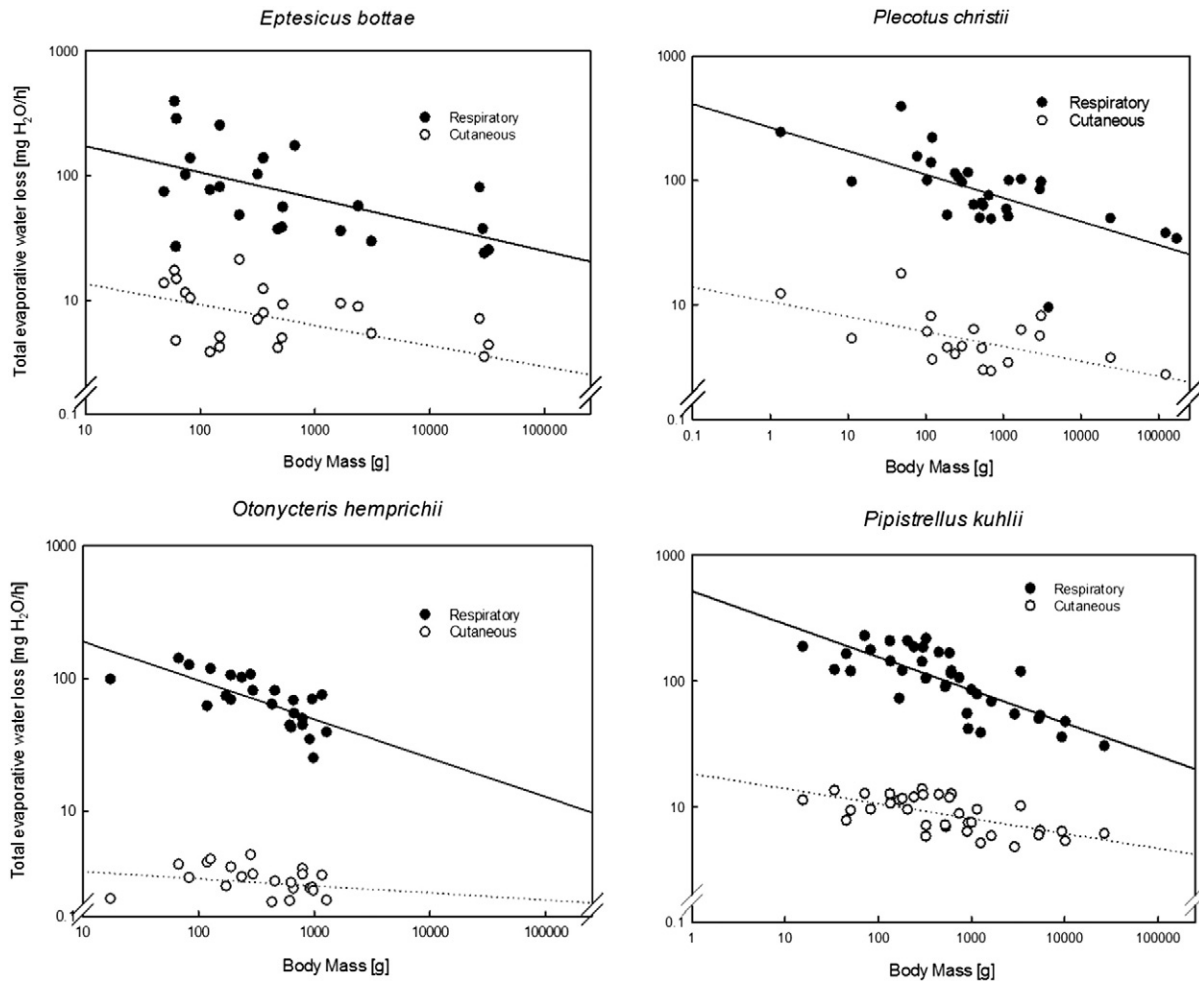 Eptesicus bottae
1000
100
10
0.1
Total evaporative water loss [mg H₂O/h]
Respiratory
Cutaneous
10 100 1000 10000 100000
Body Mass [g]
Plecotus christii
1000
100
10
0.1
Respiratory
Cutaneous
0.1 1 10 100 1000 10000 100000
Body Mass [g]
Otonycteris hemprichii
1000
100
10
0.1
Total evaporative water loss [mg H₂O/h]
Respiratory
Cutaneous
10 100 1000 10000 100000
Body Mass [g]
Pipistrellus kuhlii
1000
100
10
0.1
Respiratory
Cutaneous
1 10 100 1000 10000 100000
Body Mass [g]